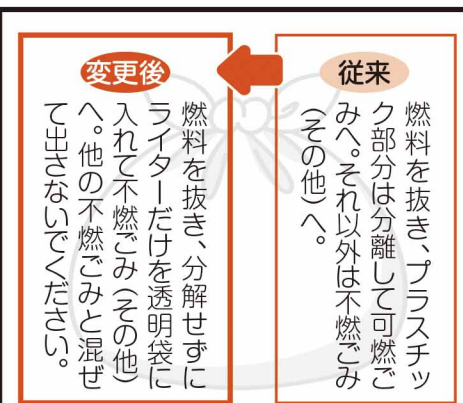 従来
燃料を抜き、プラスチッ
ク部分は分離して可燃ご
みへ。それ以外は不燃ごみ
（その他）へ。
変更後
燃料を抜き、分解せずに
ライターだけを透明袋に
入れて不燃ごみ（その他）
へ。他の不燃ごみと混ぜ
て出さないでください。